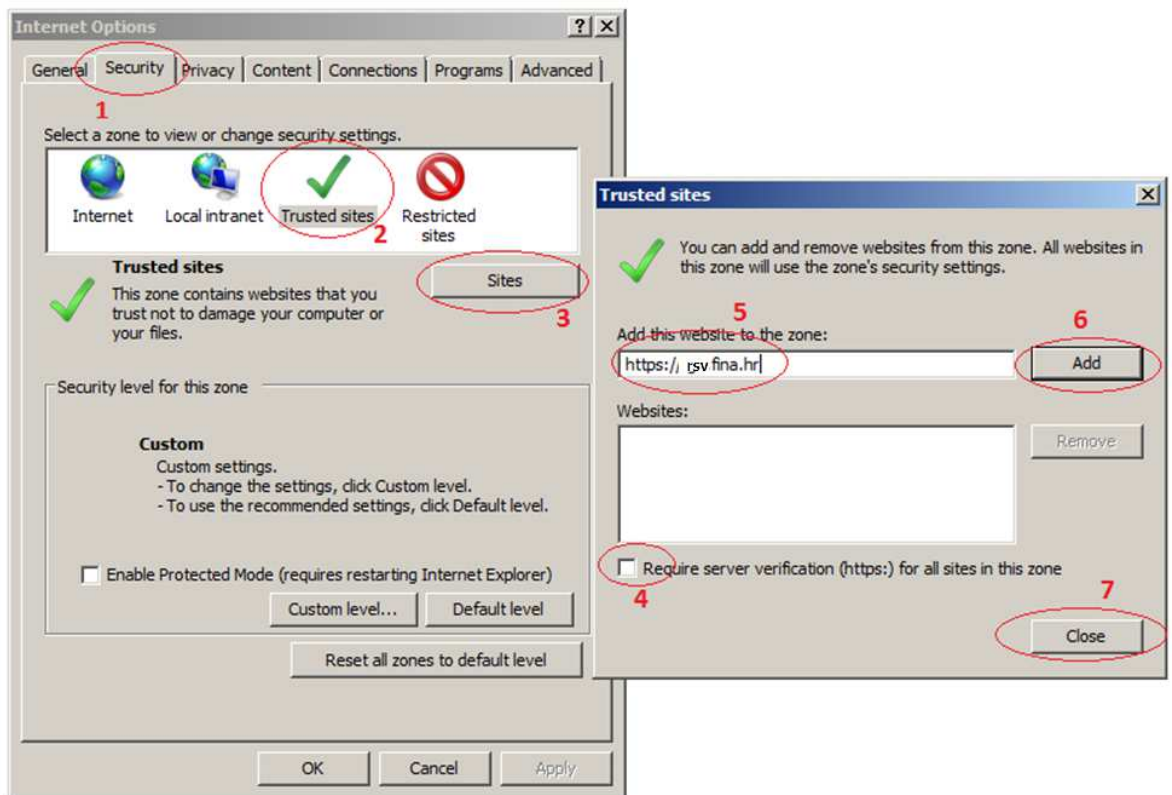 Internet Options
General Security Privacy Content Connections Programs Advanced
1
Select a zone to view or change security settings.
Internet Local intranet Trusted sites Restricted
sites
2
Trusted sites
Sites
This zone contains websites that you
trust not to damage your computer or
your files.
3
Security level for this zone
Custom
Custom settings.
- To change the settings, click Custom level.
- To use the recommended settings, click Default level.
Enable Protected Mode (requires restarting Internet Explorer)
Custom level... Default level
Reset all zones to default level
OK Cancel Apply
Trusted sites
You can add and remove websites from this zone. All websites in
this zone will use the zone's security settings.
5 6
Add this website to the zone:
https:// rsv.fina.hr Add
Websites:
Remove
Require server verification (https:) for all sites in this zone
4 7
Close